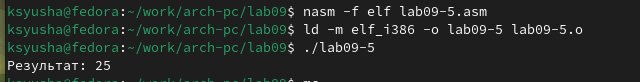 ksyusha@fedora:~/work/arch-pc/lab09$ nasm -f elf lab09-5.asm
ksyusha@fedora:~/work/arch-pc/lab09$ ld -m elf_i386 -o lab09-5 lab09-5.o
ksyusha@fedora:~/work/arch-pc/lab09$ ./lab09-5
Результат: 25